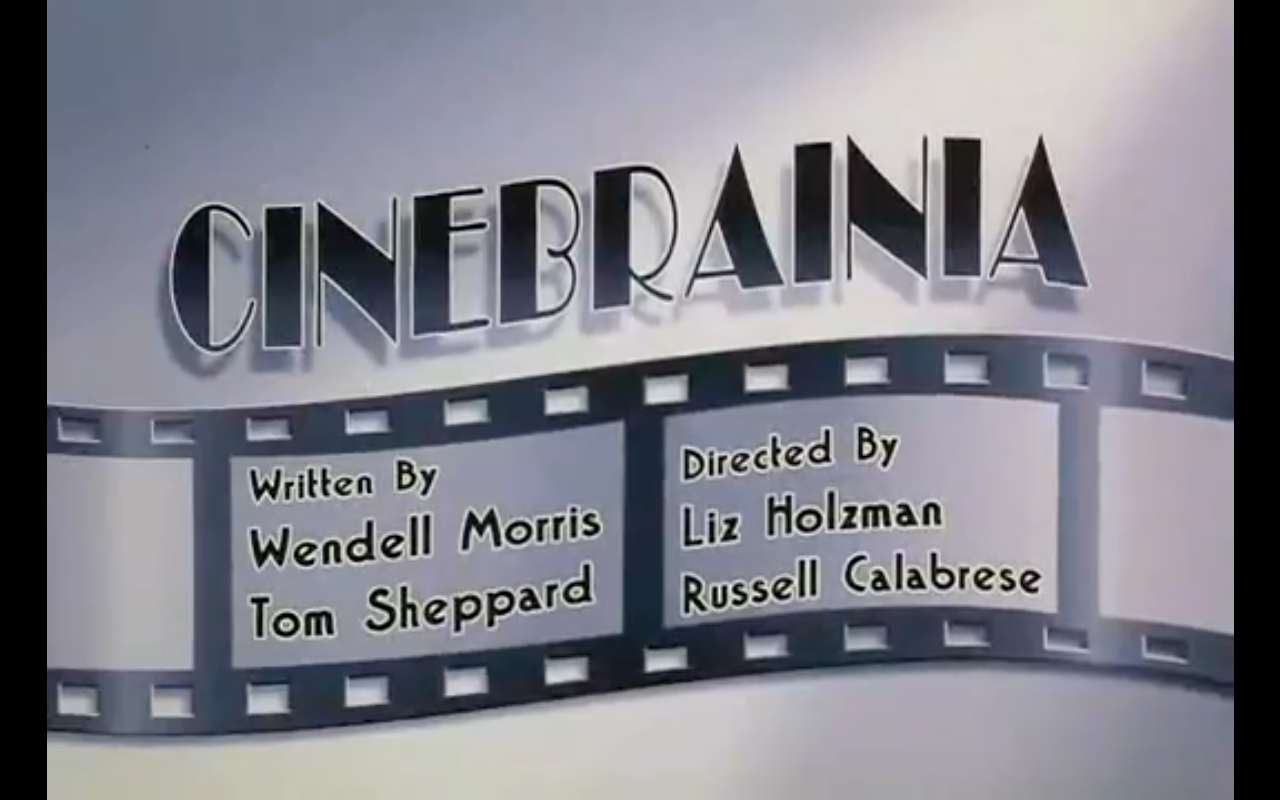 CINEBRAINIA
Written By
Wendell Morris
Tom Sheppard
Directed By
Liz Holzman
Russell Calabrese